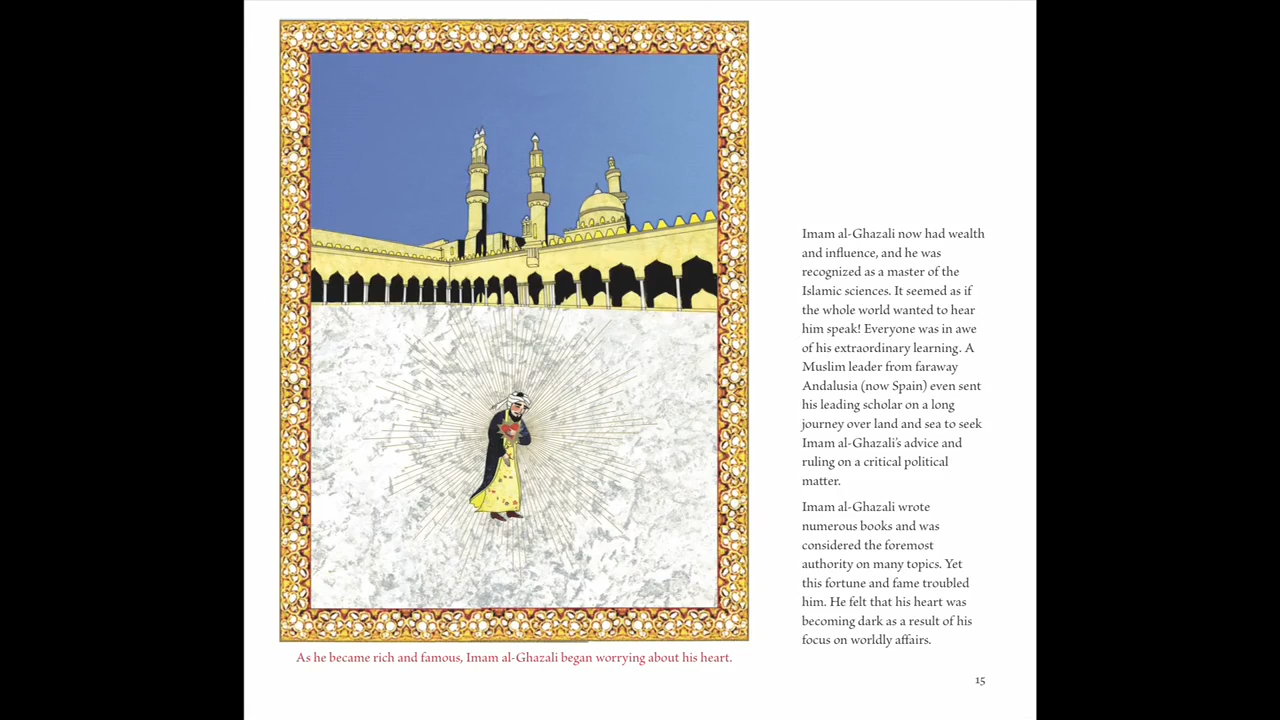 Imam al-Ghazali now had wealth
and influence, and he was
recognized as a master of the
Islamic sciences. It seemed as if
the whole world wanted to hear
him speak! Everyone was in awe
of his extraordinary learning. A
Muslim leader from faraway
Andalusia (now Spain) even sent
his leading scholar on a long
journey over land and sea to seek
Imam al-Ghazali's advice and
ruling on a critical political
matter.
Imam al-Ghazali wrote
numerous books and was
considered the foremost
authority on many topics. Yet
this fortune and fame troubled
him. He felt that his heart was
becoming dark as a result of his
focus on worldly affairs.
As he became rich and famous, Imam al-Ghazali began worrying about his heart.
15